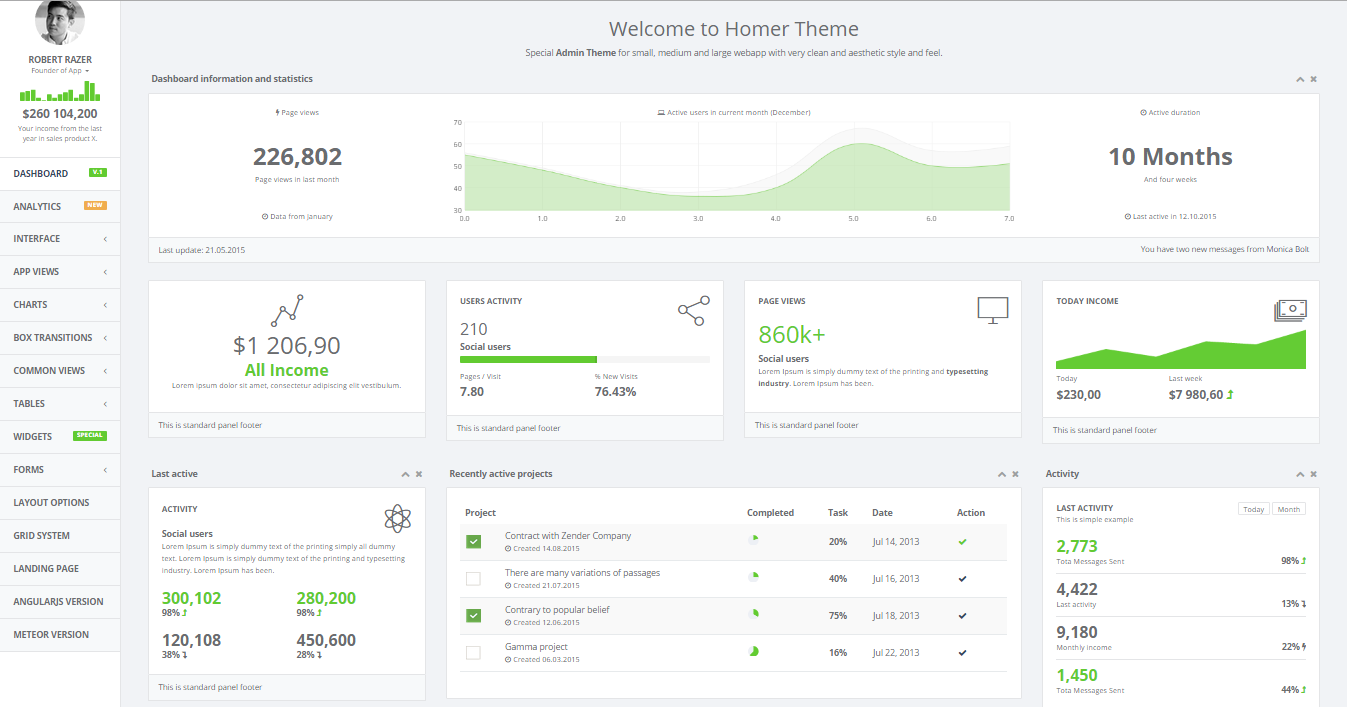 ROBERT RAZER
Founder of App
$260 104,200
Your income from the last
year in sales product X.
DASHBOARD V.1
ANALYTICS NEW
INTERFACE
APP VIEWS
CHARTS
BOX TRANSITIONS
COMMON VIEWS
TABLES
WIDGETS SPECIAL
FORMS
LAYOUT OPTIONS
GRID SYSTEM
LANDING PAGE
ANGULARJS VERSION
METEOR VERSION
Welcome to Homer Theme
Special Admin Theme for small, medium and large webapp with very clean and aesthetic style and feel.
Dashboard information and statistics
Page views
226,802
Page views in last month
Data from January
Active users in current month (December)
70
60
50
40
30
0.0 1.0 2.0 3.0 4.0 5.0 6.0 7.0
Active duration
10 Months
And four weeks
Last active in 12.10.2015
Last update: 21.05.2015
You have two new messages from Monica Bolt
$1 206,90
All Income
Lorem ipsum dolor sit amet, consectetur adipiscing elit vestibulum.
This is standard panel footer
USERS ACTIVITY
210
Social users
Pages / Visit % New Visits
7.80 76.43%
This is standard panel footer
PAGE VIEWS
860k+
Social users
Lorem Ipsum is simply dummy text of the printing and typesetting
industry. Lorem Ipsum has been.
This is standard panel footer
TODAY INCOME
Today Last week
$230,00 $7 980,60
This is standard panel footer
Last active
ACTIVITY
Social users
Lorem Ipsum is simply dummy text of the printing simply all dummy
text. Lorem Ipsum is simply dummy text of the printing and typesetting
industry. Lorem Ipsum has been.
300,102 280,200
98% 98%
120,108 450,600
38% 28%
This is standard panel footer
Recently active projects
Project Completed Task Date Action
Contract with Zender Company 20% Jul 14, 2013
Created 14.08.2015
There are many variations of passages 40% Jul 16, 2013
Created 21.07.2015
Contrary to popular belief 75% Jul 18, 2013
Created 12.06.2015
Gamma project 16% Jul 22, 2013
Created 06.03.2015
Activity
LAST ACTIVITY Today Month
This is simple example
2,773
Tota Messages Sent 98%
4,422
Last activity 13%
9,180
Monthly income 22%
1,450
Tota Messages Sent 44%